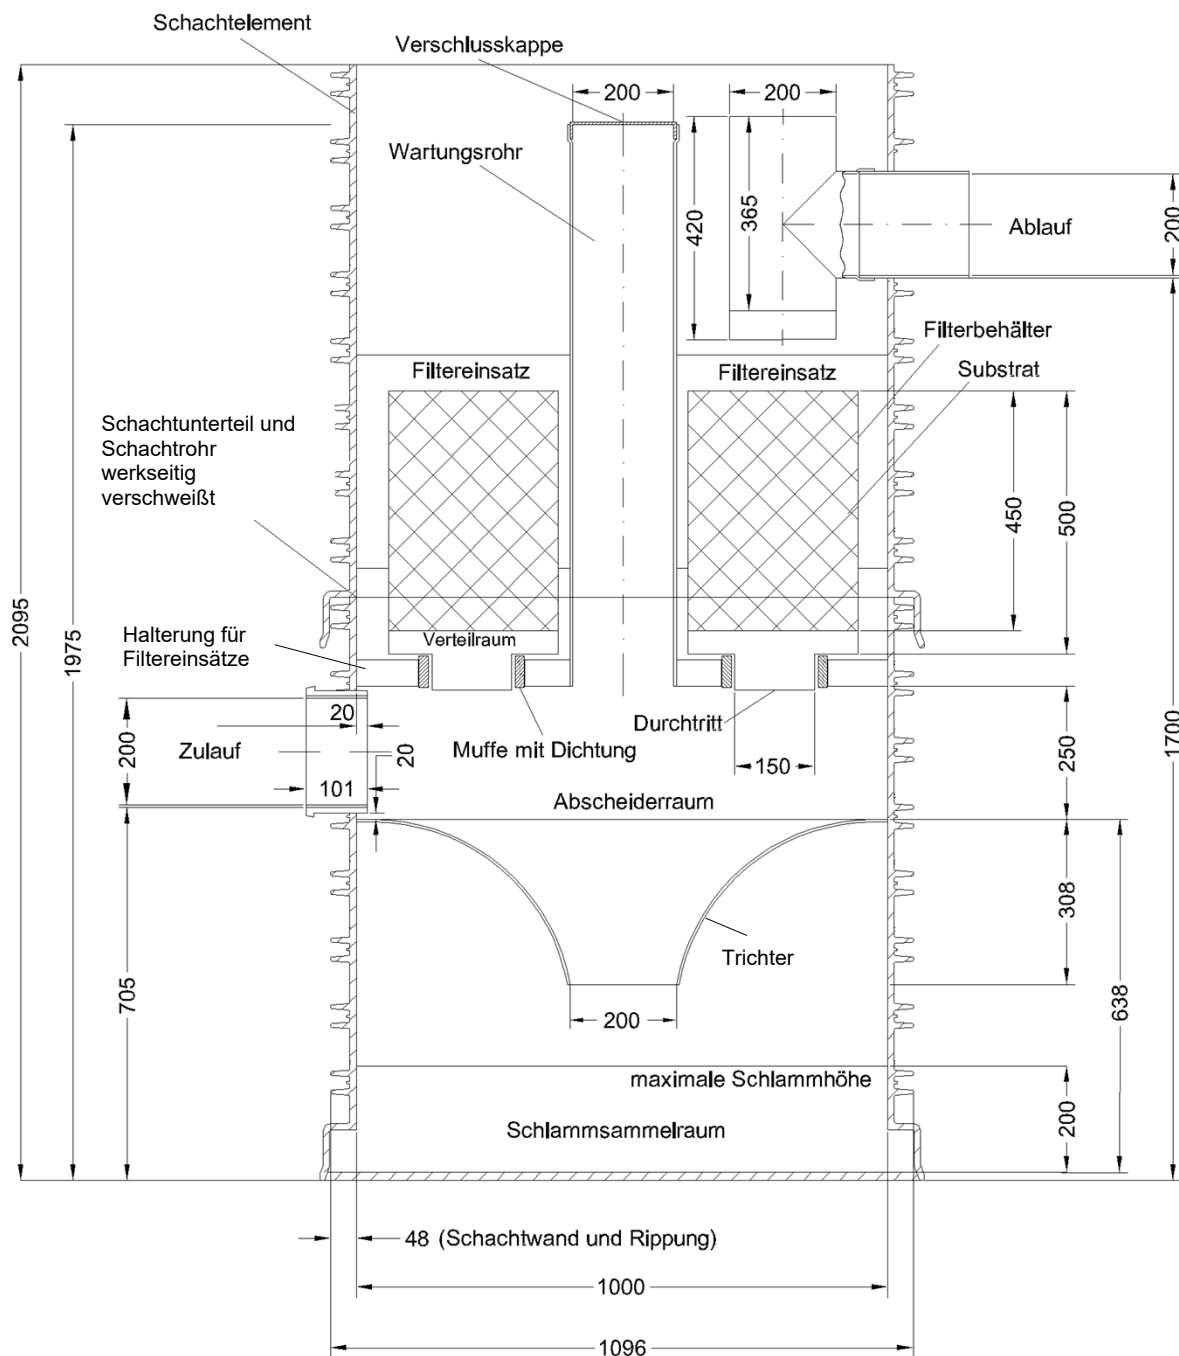 Schachtelement
Verschlusskappe
200
200
Wartungsrohr
420
365
Ablauf
200
Filterbehälter
Filtereinsatz
Filtereinsatz
Substrat
Schachtunterteil und
Schachtrohr
werkseitig
verschweißt
450
500
2095
1975
Halterung für
Filtereinsätze
Verteilraum
20
200
Zulauf
20
101
Muffe mit Dichtung
Durchtritt
150
250
1700
Abscheiderraum
308
Trichter
705
638
200
maximale Schlammhöhe
Schlammsammelraum
200
48 (Schachtwand und Rippung)
1000
1096